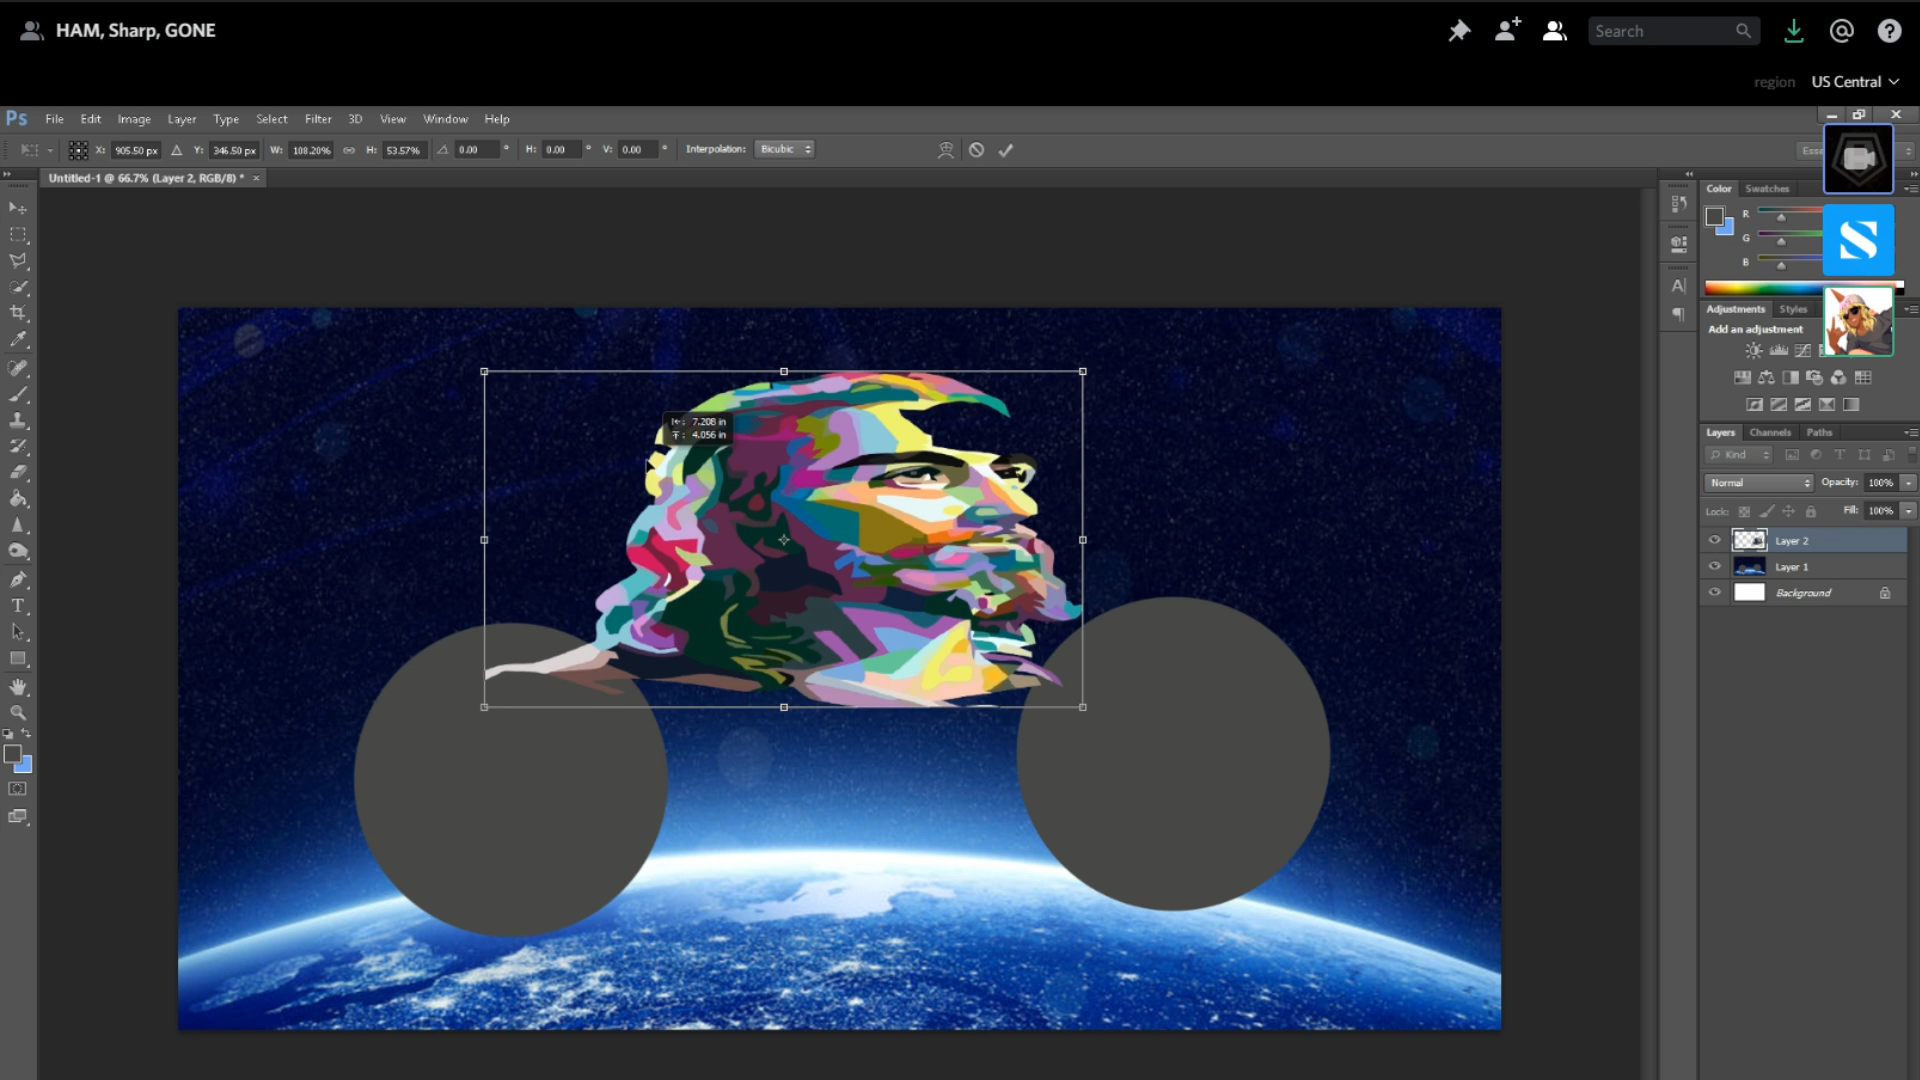 HAM, Sharp, GONE
Search
region US Central
Ps File Edit Image Layer Type Select Filter 3D View Window Help
X: 905.50 px Y: 346.50 px W: 108.20% H: 53.57% 0.00 ° H: 0.00 ° V: 0.00 ° Interpolation: Bicubic
Untitled-1 @ 66.7% (Layer 2, RGB/8) * ×
Color Swatches
R
G
B
Adjustments Styles
Add an adjustment
7.208 in
4.056 in
Layers Channels Paths
Kind
Normal Opacity: 100%
Lock: Fill: 100%
Layer 2
Layer 1
Background